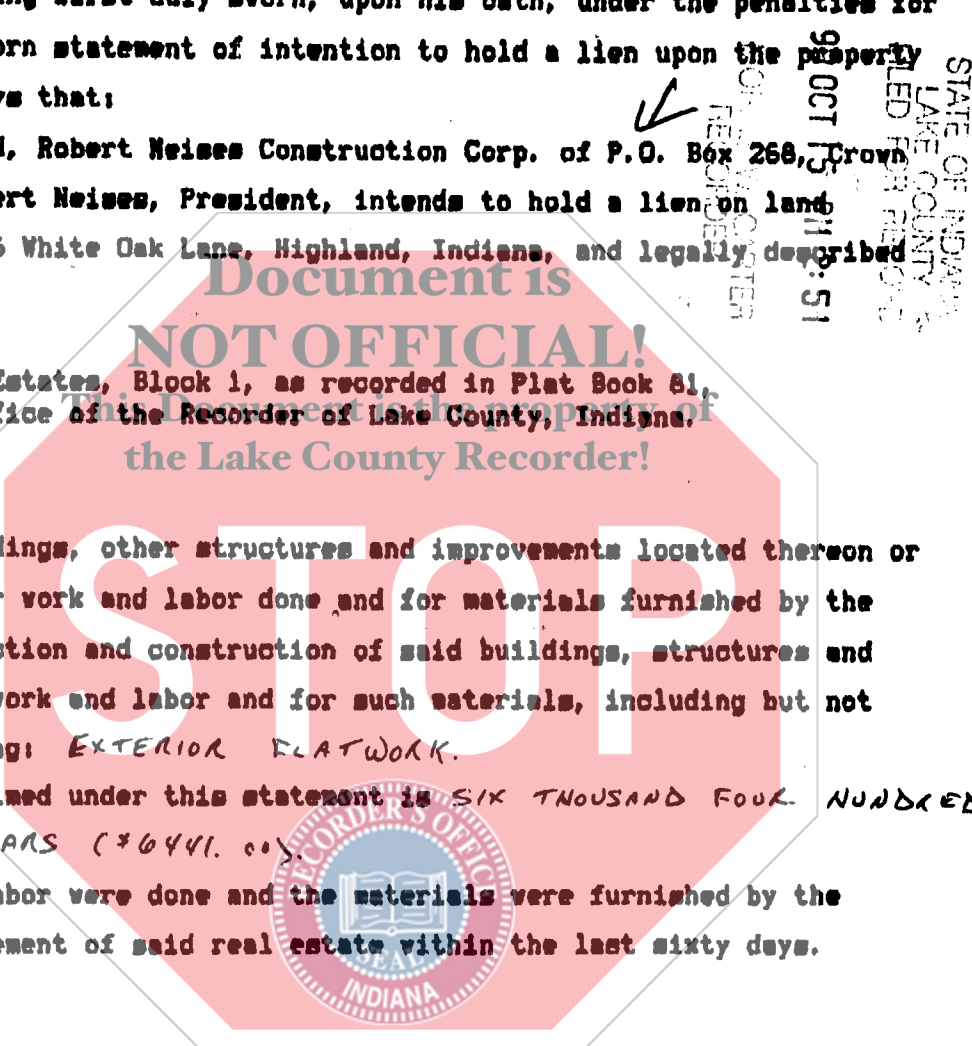 duly sworn, upon his oath, under the penalties for
orn statement of intention to hold a lien upon the property
that:
, Robert Neises Construction Corp. of P.O. Box 268, Crown
ert Neises, President, intends to hold a lien on land
White Oak Lane, Highland, Indiana, and legally described
Document is
NOT OFFICIAL!
Estates, Block 1, as recorded in Plat Book 81,
This Document is the property of
fice of the Recorder of Lake County, Indiana.
the Lake County Recorder!
dings, other structures and improvements located thereon or
work and labor done and for materials furnished by the
ction and construction of said buildings, structures and
work and labor and for such materials, including but not
ng: EXTERIOR FLATWORK.
imed under this statement is SIX THOUSAND FOUR HUNDRED
ARS ($6441.00).
abor were done and the materials were furnished by the
ement of said real estate within the last sixty days.
STOP
RECORDER'S OFFIC
SEAL
INDIANA
STATE OF INDIANA
LAKE COUNTY
LED FOR RECORD
OCT 15
RECORDER